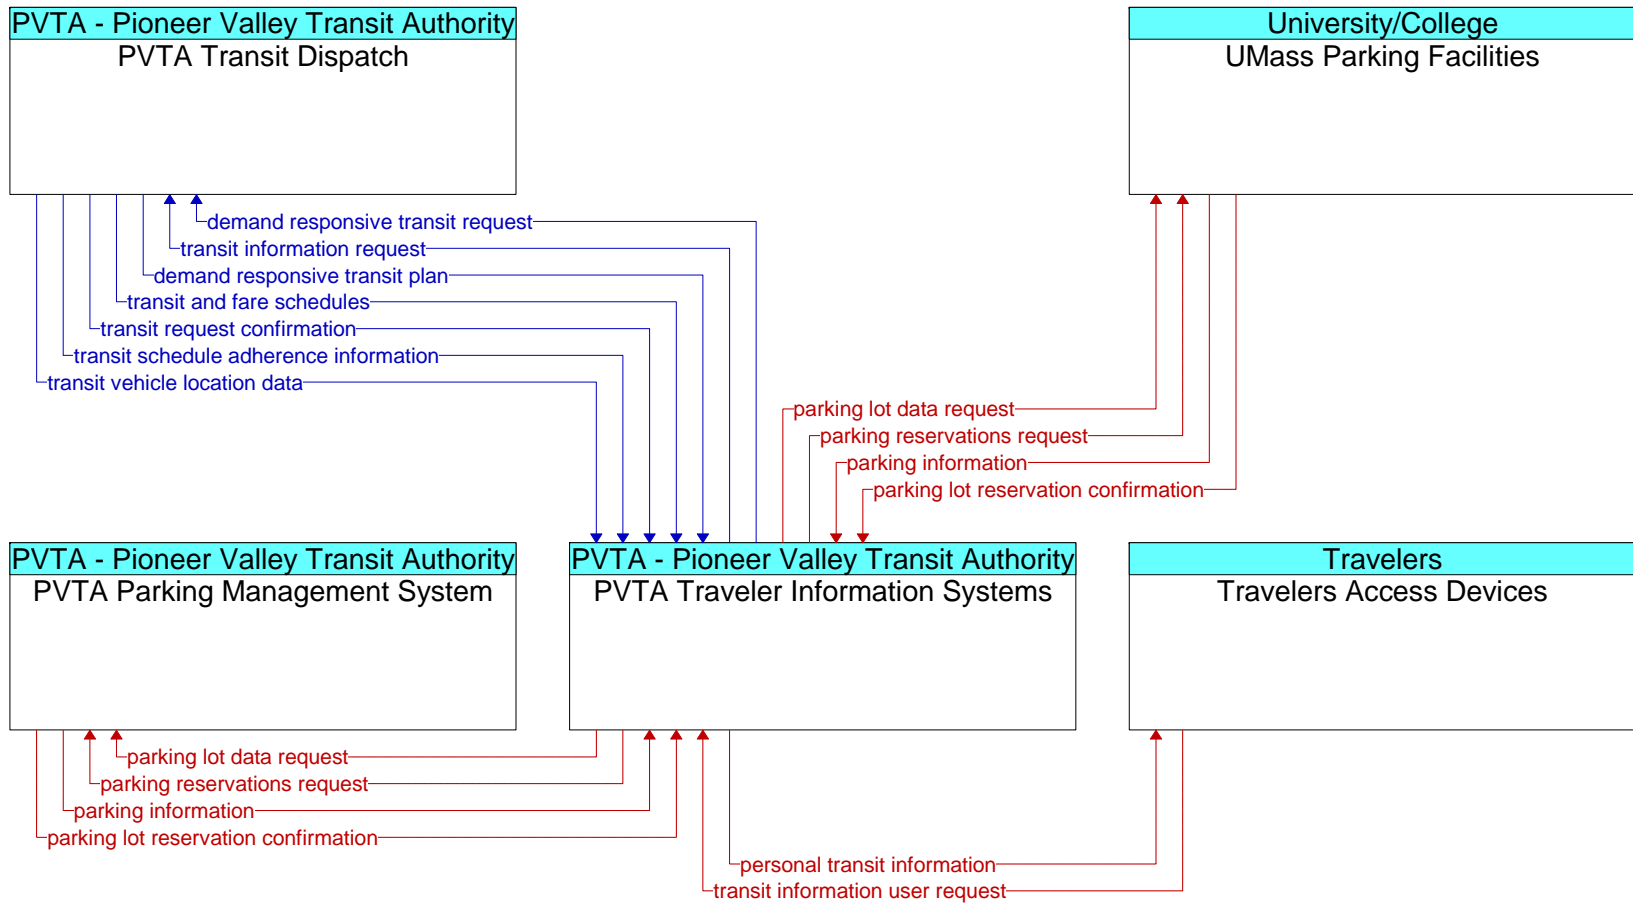 PVTA - Pioneer Valley Transit Authority
PVTA Transit Dispatch
University/College
UMass Parking Facilities
demand responsive transit request
transit information request
demand responsive transit plan
transit and fare schedules
transit request confirmation
transit schedule adherence information
transit vehicle location data
parking lot data request
parking reservations request
parking information
parking lot reservation confirmation
PVTA - Pioneer Valley Transit Authority
PVTA Parking Management System
PVTA - Pioneer Valley Transit Authority
PVTA Traveler Information Systems
Travelers
Travelers Access Devices
parking lot data request
parking reservations request
parking information
parking lot reservation confirmation
personal transit information
transit information user request